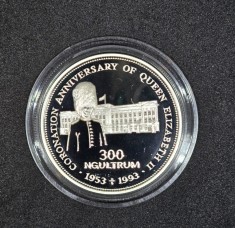 CORONATION ANNIVERSARY OF QUEEN ELIZABETH II
300
NGULTRUM
1953 † 1993